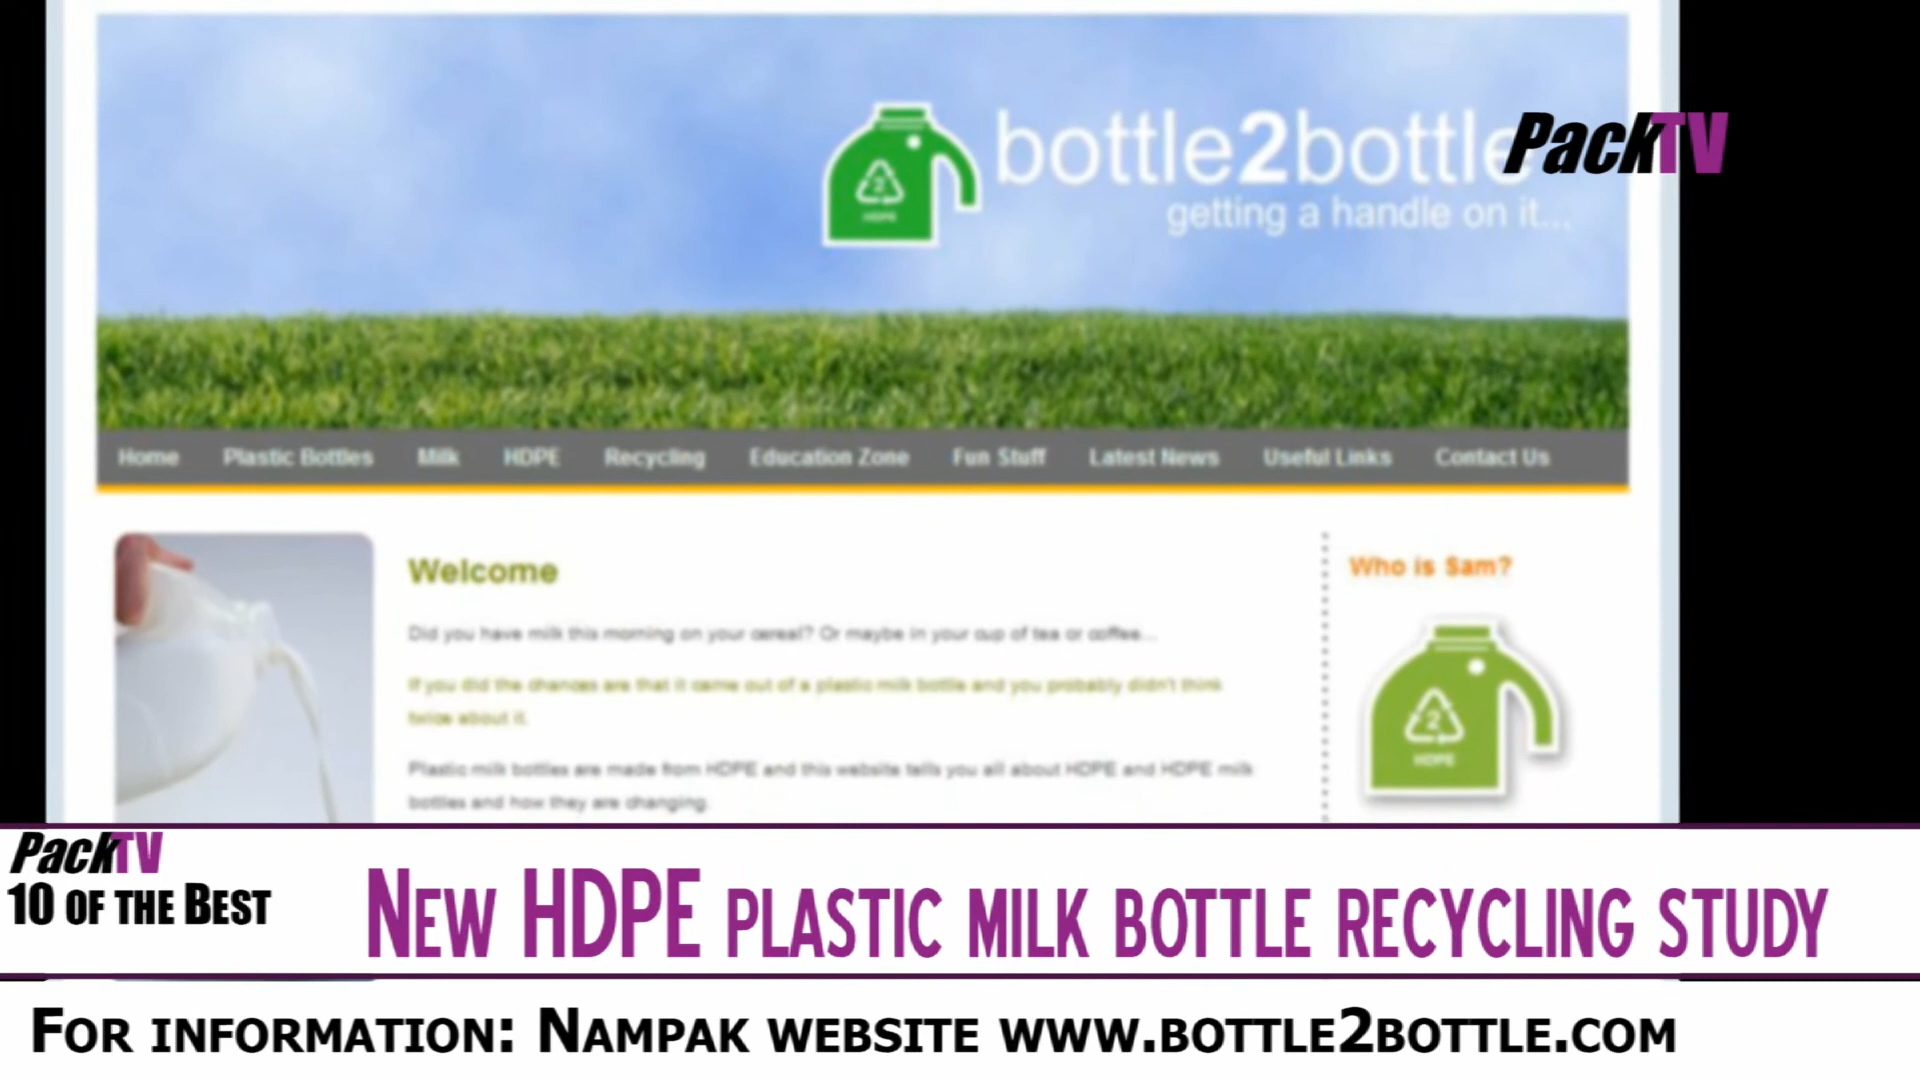 bottle2bottle
PackTV
getting a handle on it...
2
HDPE
Home Plastic Bottles Milk HDPE Recycling Education Zone Fun Stuff Latest News Useful Links Contact Us
Welcome
Did you have milk this morning on your cereal? Or maybe in your cup of tea or coffee...
If you did the chances are that it came out of a plastic milk bottle and you probably didn't think
twice about it.
Plastic milk bottles are made from HDPE and this website tells you all about HDPE and HDPE milk
bottles and how they are changing.
Who is Sam?
2
HDPE
PackTV
10 OF THE BEST
NEW HDPE PLASTIC MILK BOTTLE RECYCLING STUDY
FOR INFORMATION: NAMPAK WEBSITE WWW.BOTTLE2BOTTLE.COM